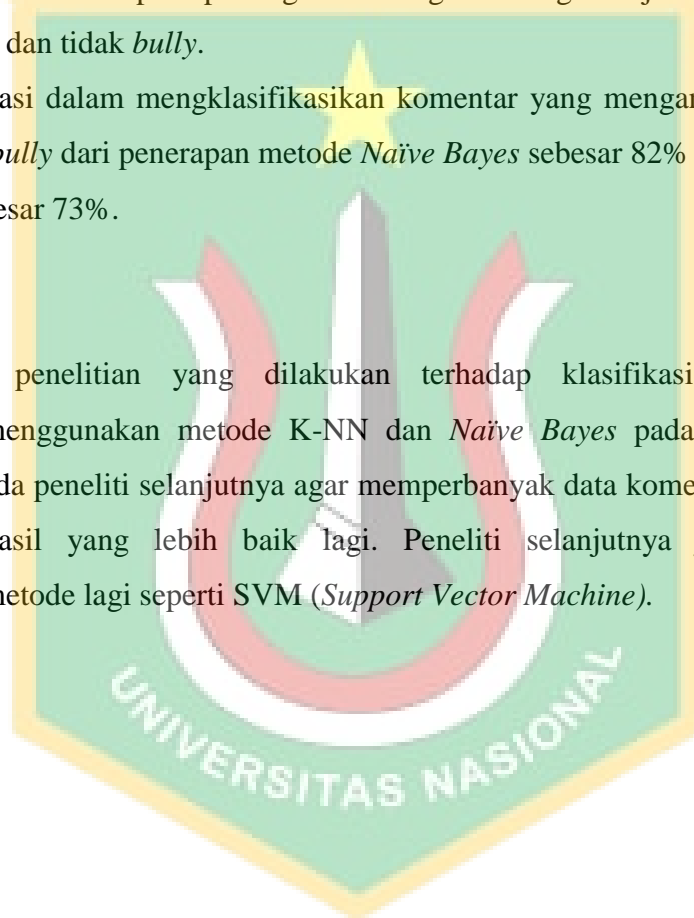 dan tidak bully.
asi dalam mengklasifikasikan komentar yang mengan
bully dari penerapan metode Naïve Bayes sebesar 82%
esar 73%.
penelitian yang dilakukan terhadap klasifikasi
menggunakan metode K-NN dan Naïve Bayes pada
da peneliti selanjutnya agar memperbanyak data kome
asil yang lebih baik lagi. Peneliti selanjutnya
metode lagi seperti SVM (Support Vector Machine).
UNIVERSITAS NASIONAL